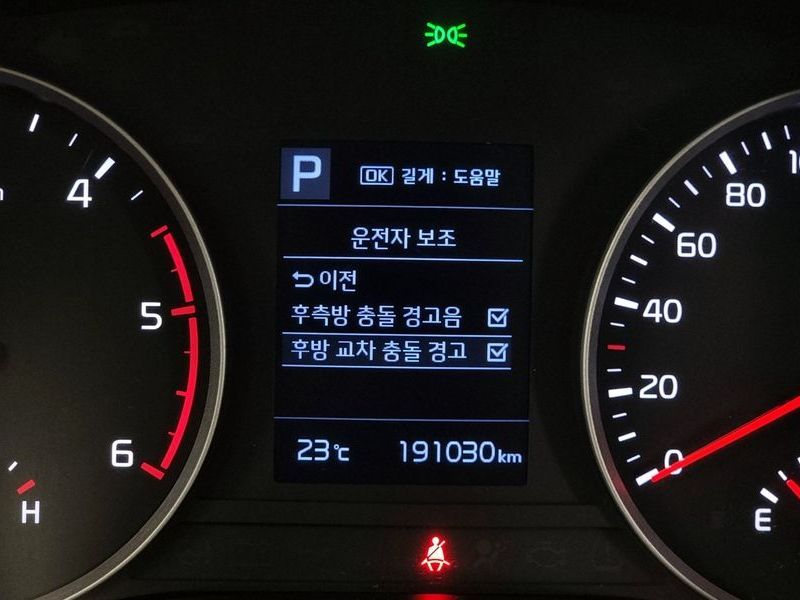 P OK 길게 : 도움말
운전자 보조
이전
후측방 충돌 경고음
후방 교차 충돌 경고
23℃ 191030km
4
5
6
H
80
60
40
20
0
E